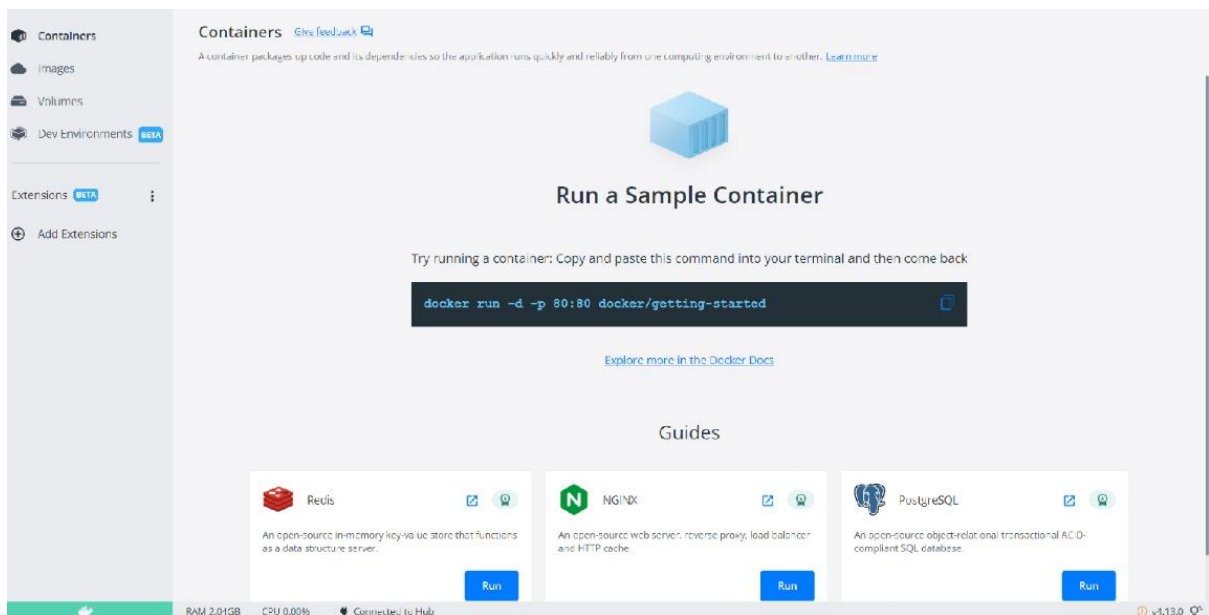 Containers
Images
Volumes
Dev Environments BETA
Extensions BETA
Add Extensions
Containers Give feedback
A container packages up code and its dependencies so the application runs quickly and reliably from one computing environment to another. Learn more
Run a Sample Container
Try running a container: Copy and paste this command into your terminal and then come back
docker run -d -p 80:80 docker/getting-started
Explore more in the Docker Docs
Guides
Redis
An open-source in-memory key-value store that functions
as a data structure server.
Run
NGINX
An open-source web server, reverse proxy, load balancer
and HTTP cache.
Run
PostgreSQL
An open-source object-relational transactional ACID-
compliant SQL database.
Run
RAM 2.01GB CPU 0.00% Connected to Hub v4.13.0